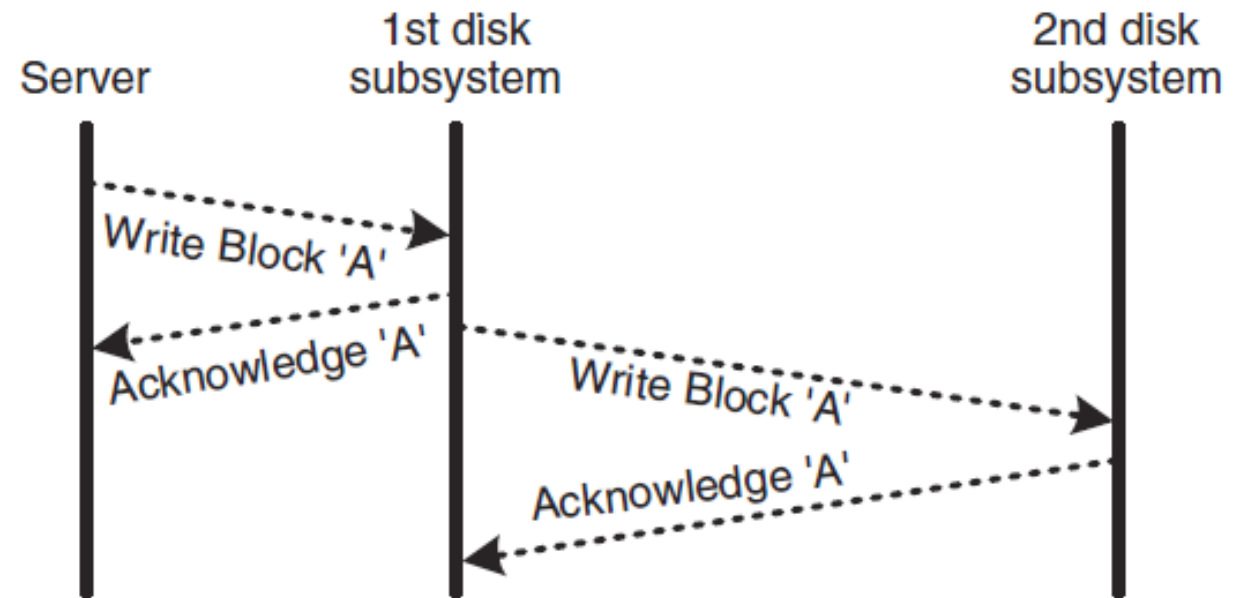 Server
1st disk
subsystem
2nd disk
subsystem
Write Block 'A'
Acknowledge 'A'
Write Block 'A'
Acknowledge 'A'